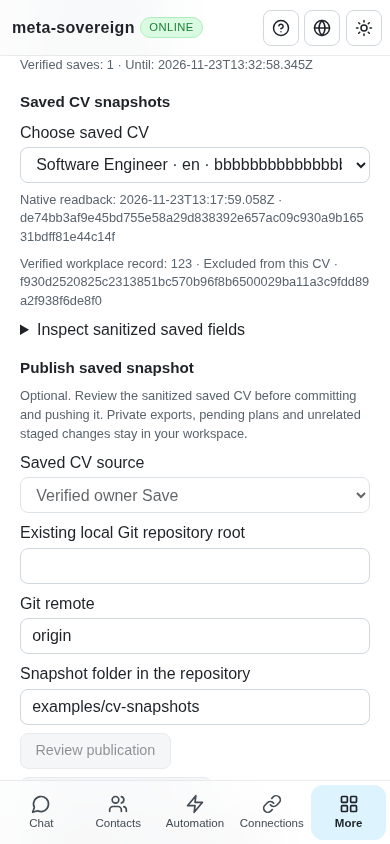 meta-sovereign ONLINE
Verified saves: 1 · Until: 2026-11-23T13:32:58.345Z
Saved CV snapshots
Choose saved CV
Software Engineer · en · bbbbbbbbbbbbbbb
Native readback: 2026-11-23T13:17:59.058Z ·
de74bb3af9e45bd755e58a29d838392e657ac09c930a9b165
31bdff81e44c14f
Verified workplace record: 123 · Excluded from this CV ·
f930d2520825c2313851bc570b96f8b6500029ba11a3c9fdd89
a2f938f6de8f0
Inspect sanitized saved fields
Publish saved snapshot
Optional. Review the sanitized saved CV before committing
and pushing it. Private exports, pending plans and unrelated
staged changes stay in your workspace.
Saved CV source
Verified owner Save
Existing local Git repository root
Git remote
origin
Snapshot folder in the repository
examples/cv-snapshots
Review publication
Chat Contacts Automation Connections More